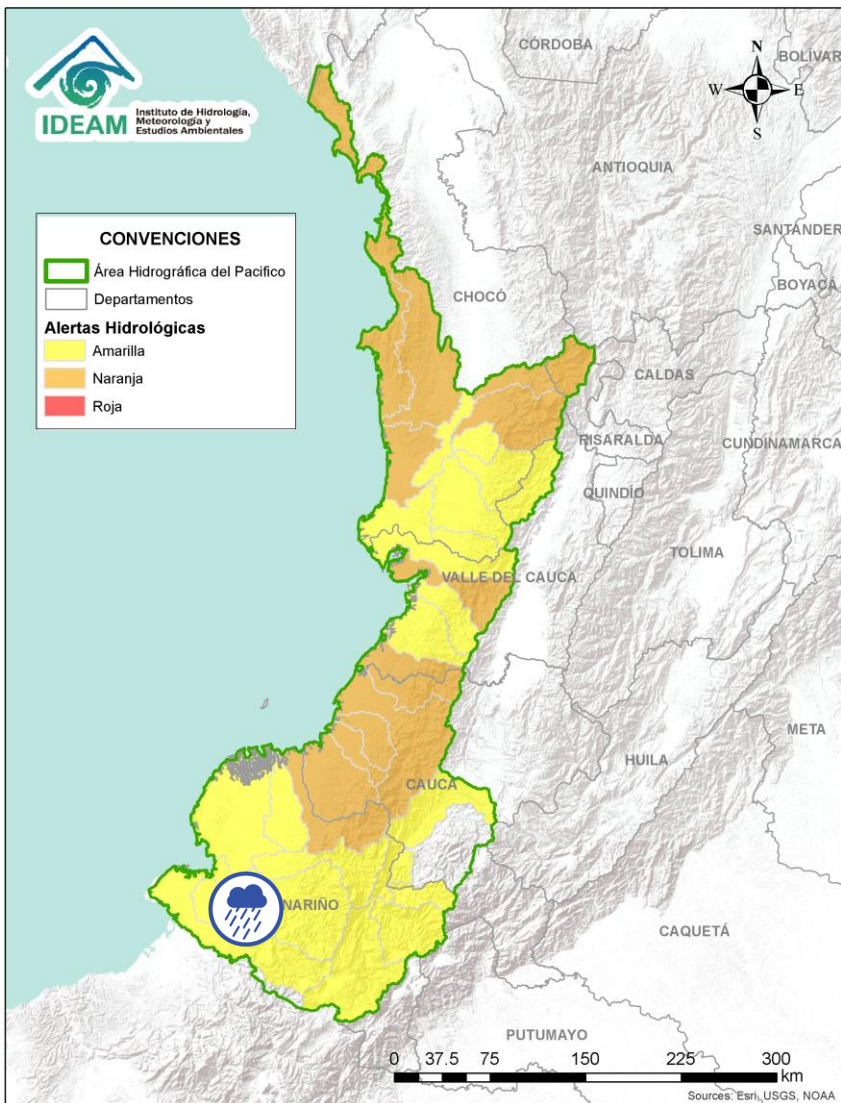 IDEAM
Instituto de Hidrología,
Meteorología y
Estudios Ambientales
N
W
E
S
CONVENCIONES
Área Hidrográfica del Pacifico
Departamentos
Alertas Hidrológicas
Amarilla
Naranja
Roja
CÓRDOBA
BOLÍVAR
ANTIOQUIA
SANTANDER
BOYACÁ
CHOCÓ
CALDAS
RISARALDA
CUNDINAMARCA
QUINDÍO
TOLIMA
VALLE DEL CAUCA
META
HUILA
CAUCA
NARIÑO
CAQUETÁ
PUTUMAYO
0 37.5 75 150 225 300
km
Sources: Esri, USGS, NOAA